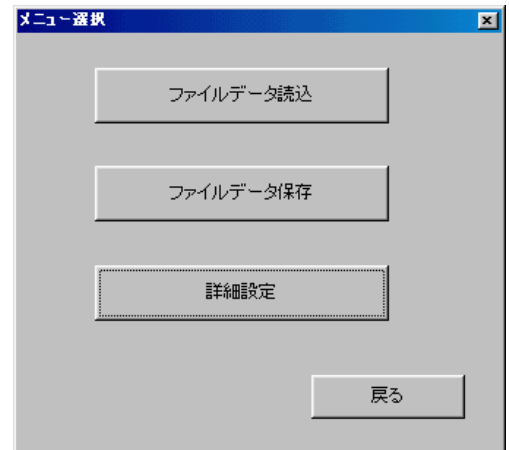 メニュー選択
ファイルデータ読込
ファイルデータ保存
詳細設定
戻る